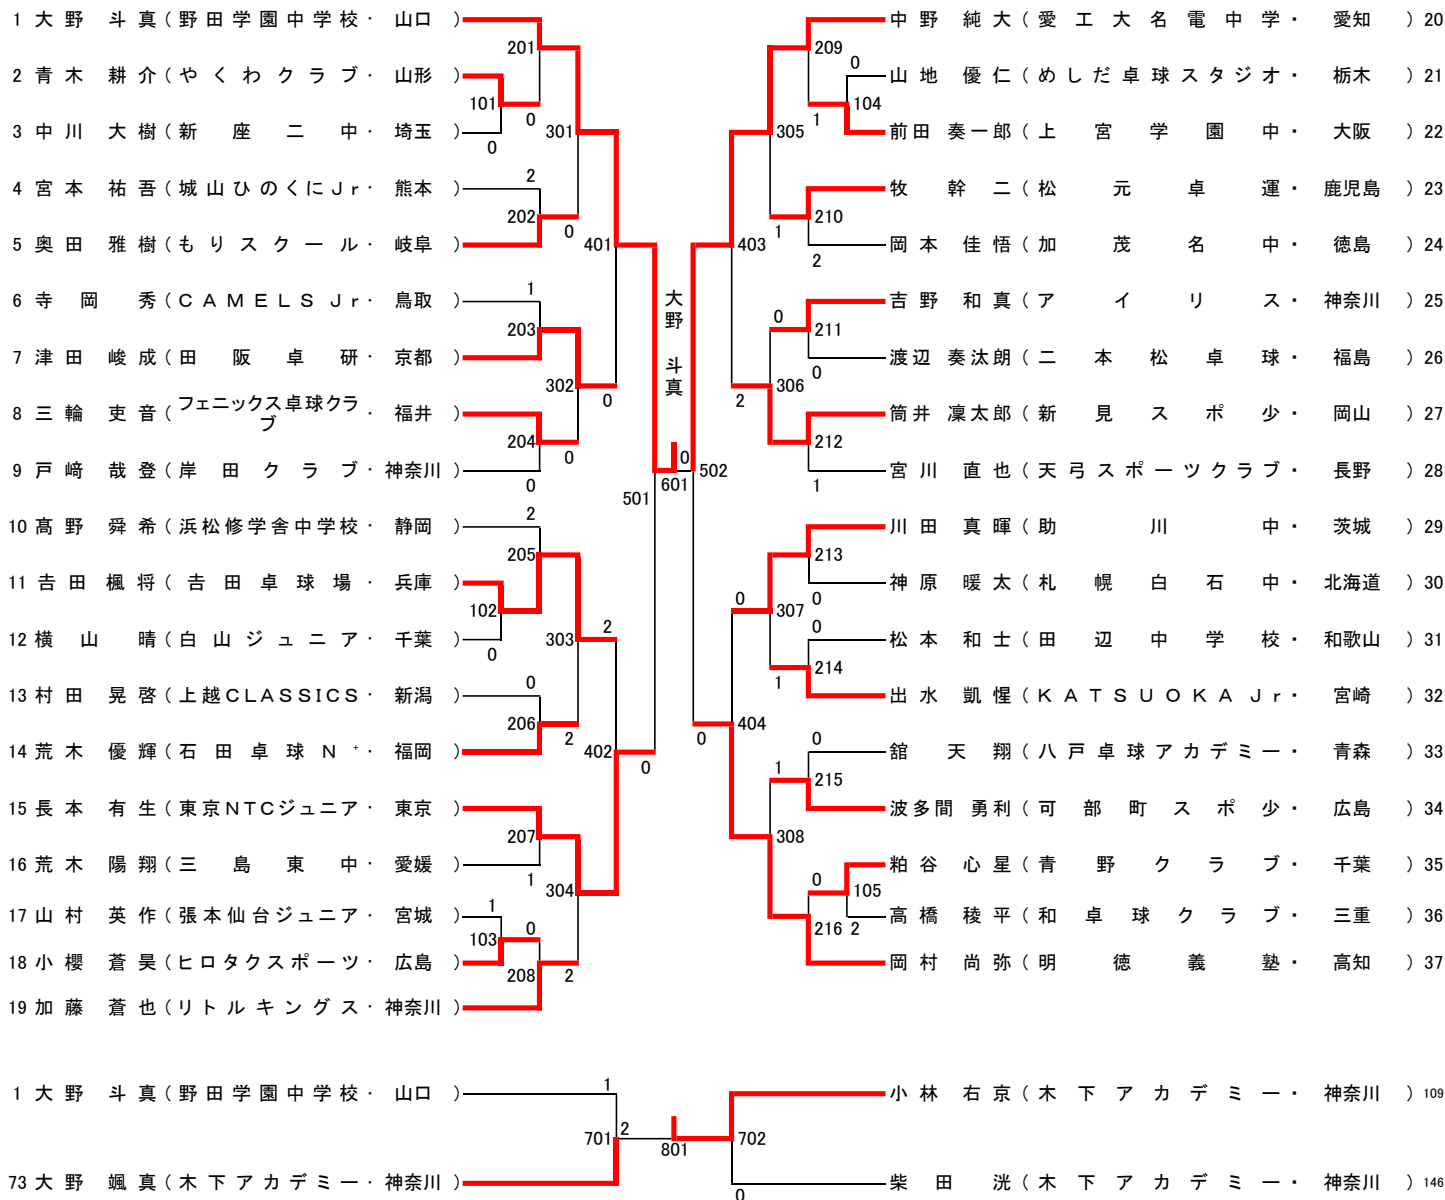 1 大野 斗真 (野田学園中学校・ 山口 )
201
2 青木 耕介 (やくわクラブ・ 山形 )
101
0
3 中川 大樹 (新座二中・ 埼玉 )
0
301
4 宮本 祐吾 (城山ひのくにJr・ 熊本 )
2
202
0
5 奥田 雅樹 (もりスクール・ 岐阜 )
401
6 寺岡 秀 (CAMELS Jr・ 鳥取 )
1
203
7 津田 峻成 (田阪卓研・ 京都 )
302
0
8 三輪 吏音 (フェニックス卓球クラブ・ 福井 )
204
0
9 戸﨑 哉登 (岸田クラブ・ 神奈川 )
0
501
10 髙野 舜希 (浜松修学舎中学校・ 静岡 )
2
205
11 吉田 楓将 (吉田卓球場・ 兵庫 )
102
12 横山 晴 (白山ジュニア・ 千葉 )
0
303
2
13 村田 晃啓 (上越CLASSICS・ 新潟 )
0
206
2
14 荒木 優輝 (石田卓球N+・ 福岡 )
402
0
15 長本 有生 (東京NTCジュニア・ 東京 )
207
16 荒木 陽翔 (三島東中・ 愛媛 )
1
304
17 山村 英作 (張本仙台ジュニア・ 宮城 )
1
103
0
18 小櫻 蒼昊 (ヒロタクスポーツ・ 広島 )
208
2
19 加藤 蒼也 (リトルキングス・ 神奈川 )
大野 斗真
0
601
502
中野 純大 (愛工大名電中学・ 愛知 ) 20
209
0
山地 優仁 (めしだ卓球スタジオ・ 栃木 ) 21
104
1
前田 奏一郎 (上宮学園中・ 大阪 ) 22
305
牧 幹二 (松元卓運・ 鹿児島 ) 23
210
1
岡本 佳悟 (加茂名中・ 徳島 ) 24
2
403
吉野 和真 (アイリス・ 神奈川 ) 25
0
211
渡辺 奏汰朗 (二本松卓球・ 福島 ) 26
0
306
2
筒井 凜太郎 (新見スポ少・ 岡山 ) 27
212
宮川 直也 (天弓スポーツクラブ・ 長野 ) 28
1
川田 真暉 (助川中・ 茨城 ) 29
213
神原 暖太 (札幌白石中・ 北海道 ) 30
0
0
307
松本 和士 (田辺中学校・ 和歌山 ) 31
0
214
1
出水 凱惺 (KATSUOKA Jr・ 宮崎 ) 32
404
0
舘 天翔 (八戸卓球アカデミー・ 青森 ) 33
0
1
215
波多間 勇利 (可部町スポ少・ 広島 ) 34
308
粕谷 心星 (青野クラブ・ 千葉 ) 35
0
105
高橋 稜平 (和卓球クラブ・ 三重 ) 36
216
2
岡村 尚弥 (明徳義塾・ 高知 ) 37
1 大野 斗真 (野田学園中学校・ 山口 )
1
701
2
73 大野 颯真 (木下アカデミー・ 神奈川 )
801
小林 右京 (木下アカデミー・ 神奈川 ) 109
702
柴田 洸 (木下アカデミー・ 神奈川 ) 146
0